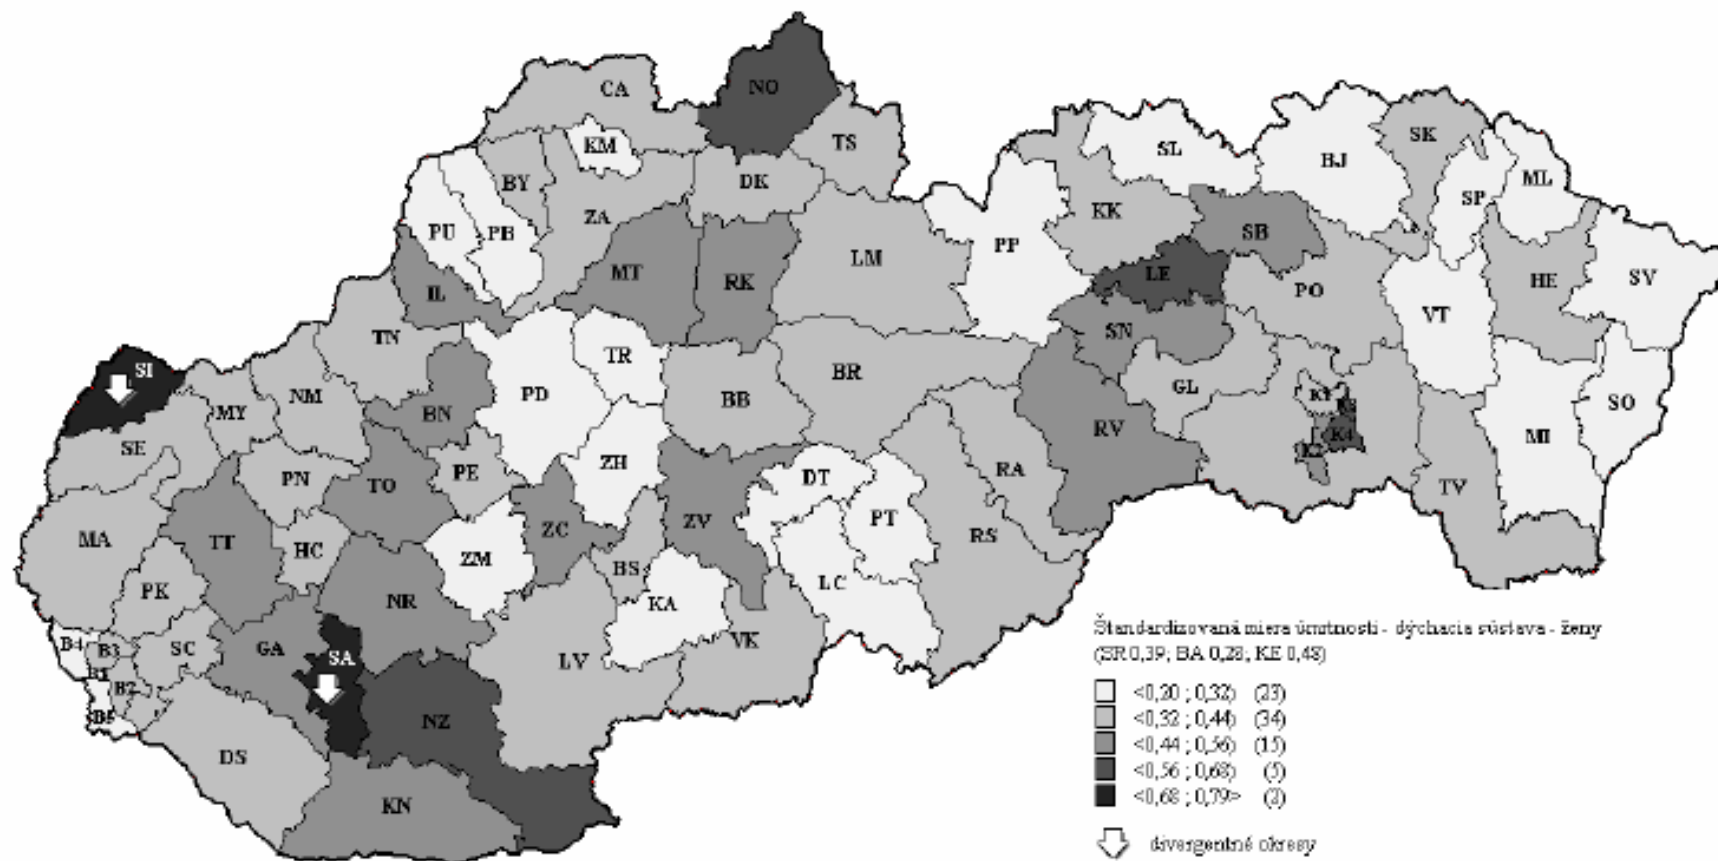 NO
CA
KM
TS
SL
SK
BJ
ML
SP
BY
DK
ZA
KK
PU
PB
PP
SB
LM
MT
RK
LE
IL
PO
HE
SV
VT
TN
SN
SI
TR
BR
PD
BB
NM
GL
K1
K3
MY
BN
RV
K4
SO
MI
SE
K2
ZH
PE
RA
DT
PN
TO
TV
ZC
ZV
PT
MA
TT
HC
ZM
RS
BS
LC
PK
NR
KA
B4
B3
SC
GA
SA
VK
B1
B2
LV
B5
NZ
DS
KN
Štandardizovaná miera úmrtnosti - dýchacia sústava - ženy
(SR 0,39; BA 0,28; KE 0,48)
<0,20 ; 0,32) (23)
<0,32 ; 0,44) (34)
<0,44 ; 0,56) (15)
<0,56 ; 0,68) (5)
<0,68 ; 0,79> (2)
divergentné okresy